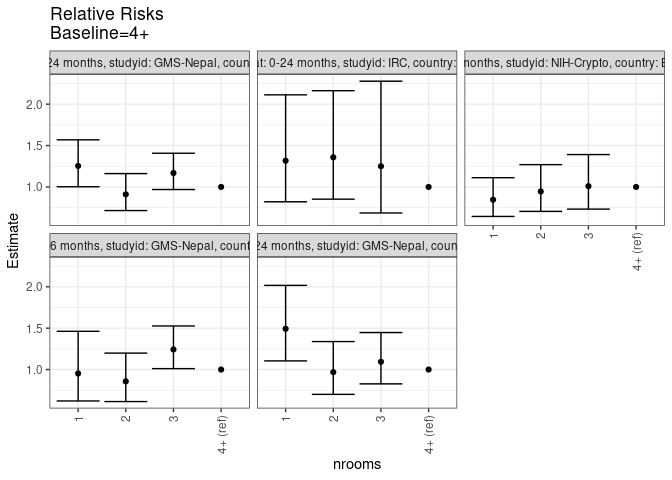 Relative Risks
Baseline=4+
24 months, studyid: GMS-Nepal, coun
at: 0-24 months, studyid: IRC, country:
months, studyid: NIH-Crypto, country:
2.0
1.5
1.0
1
2
3
4+ (ref)
Estimate
6 months, studyid: GMS-Nepal, count
24 months, studyid: GMS-Nepal, coun
2.0
1.5
1.0
1
2
3
4+ (ref)
1
2
3
4+ (ref)
nrooms